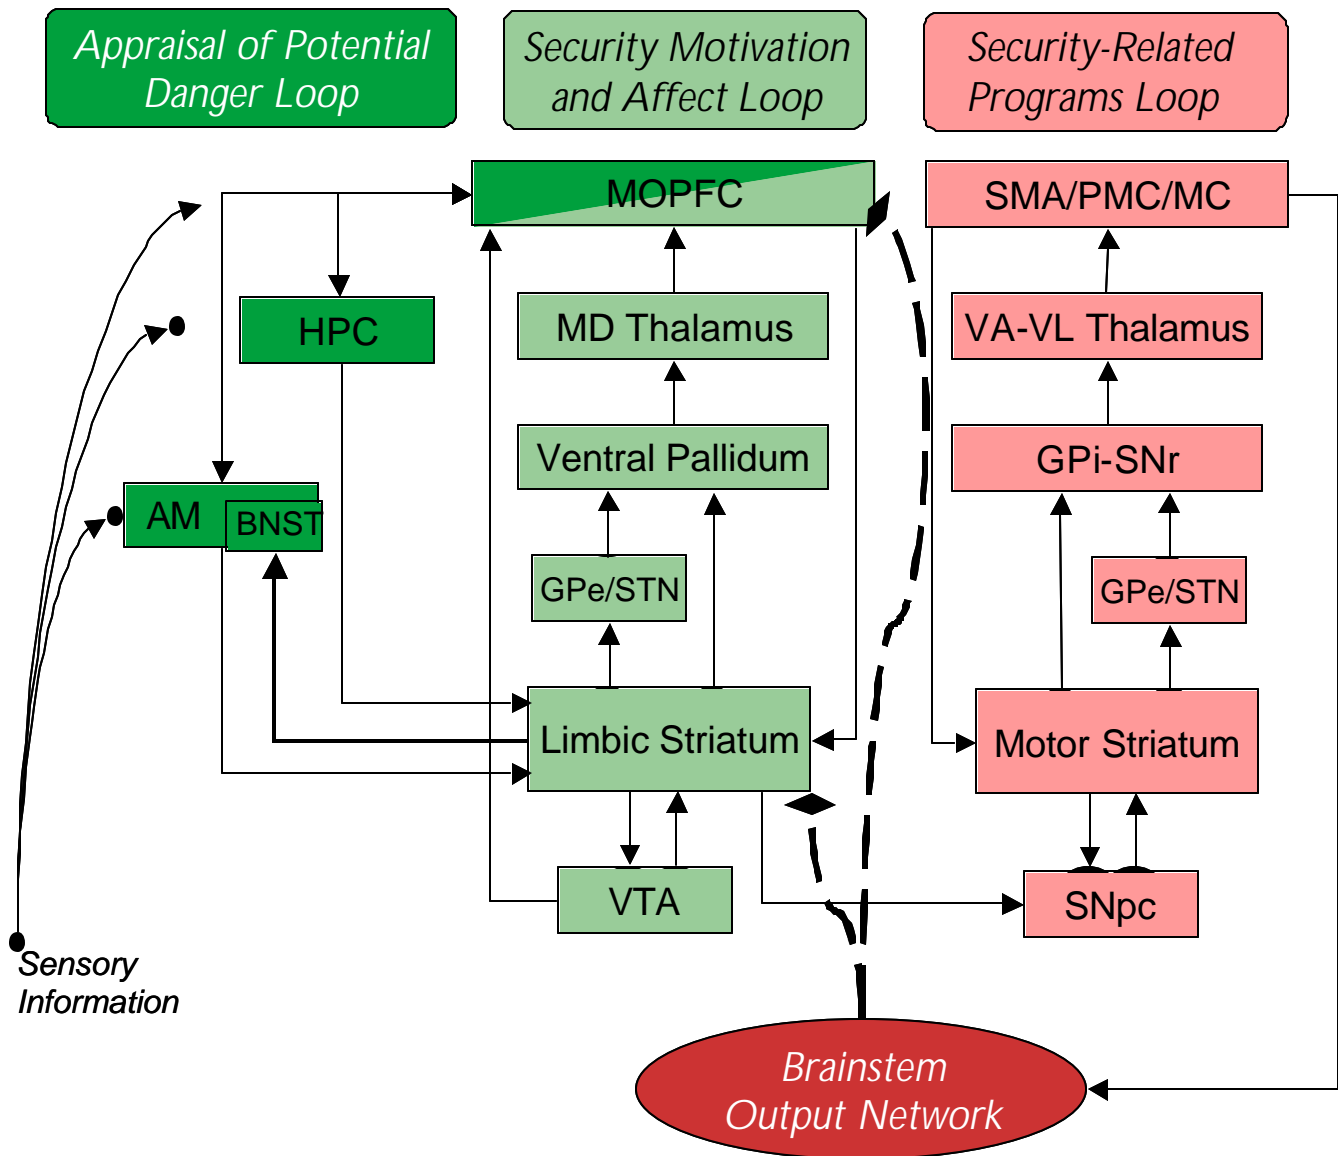 Appraisal of Potential
Danger Loop
Security Motivation
and Affect Loop
Security-Related
Programs Loop
MOPFC
SMA/PMC/MC
HPC
MD Thalamus
VA-VL Thalamus
Ventral Pallidum
GPi-SNr
AM
BNST
GPe/STN
GPe/STN
Limbic Striatum
Motor Striatum
VTA
SNpc
Sensory
Information
Brainstem
Output Network